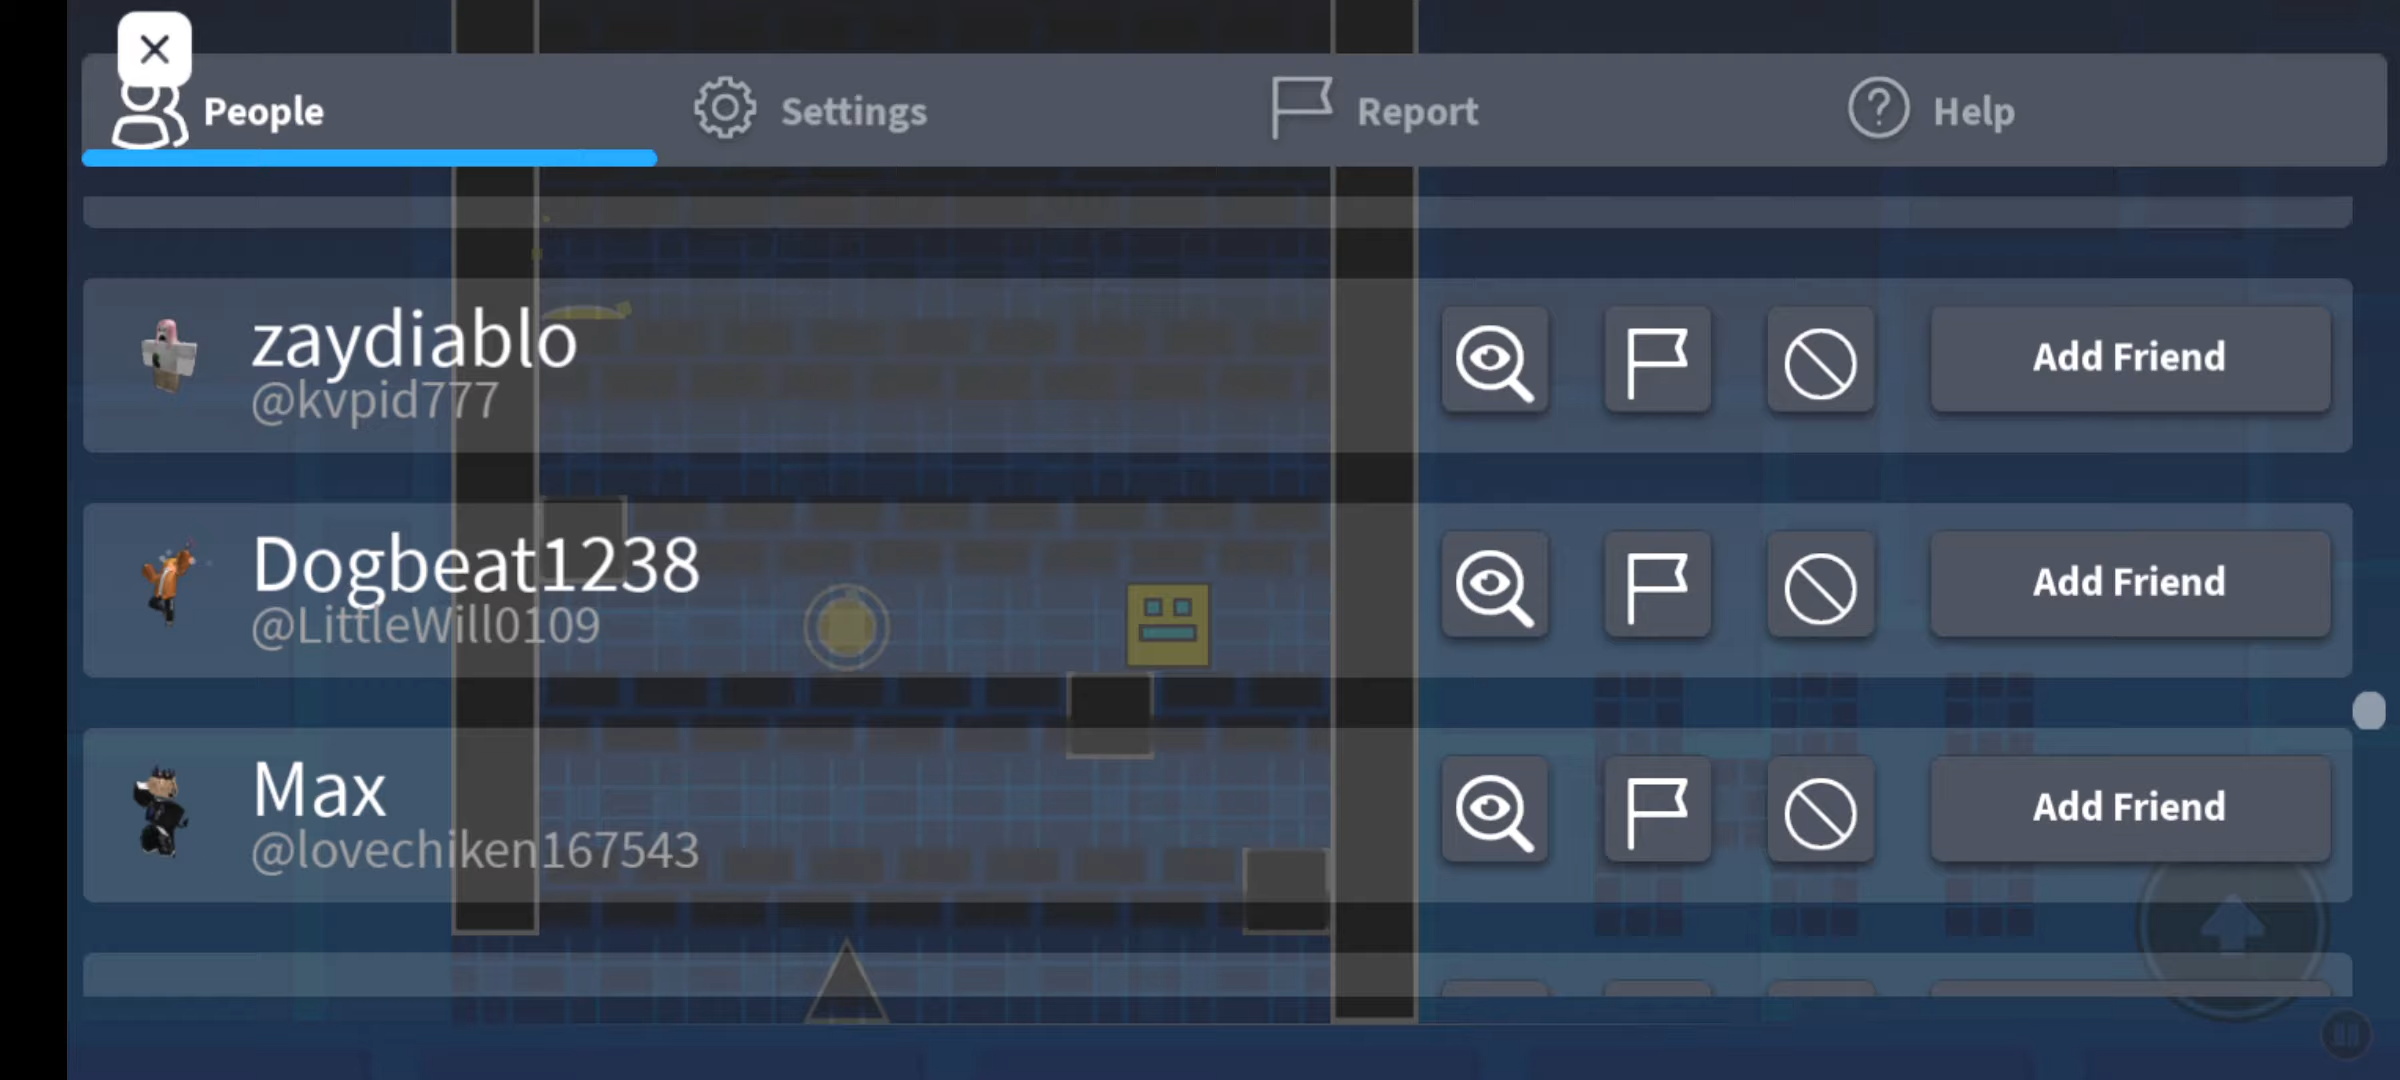 People
Settings
Report
Help
zaydiablo
@kvpid777
Add Friend
Dogbeat1238
@LittleWill0109
Add Friend
Max
@lovechiken167543
Add Friend